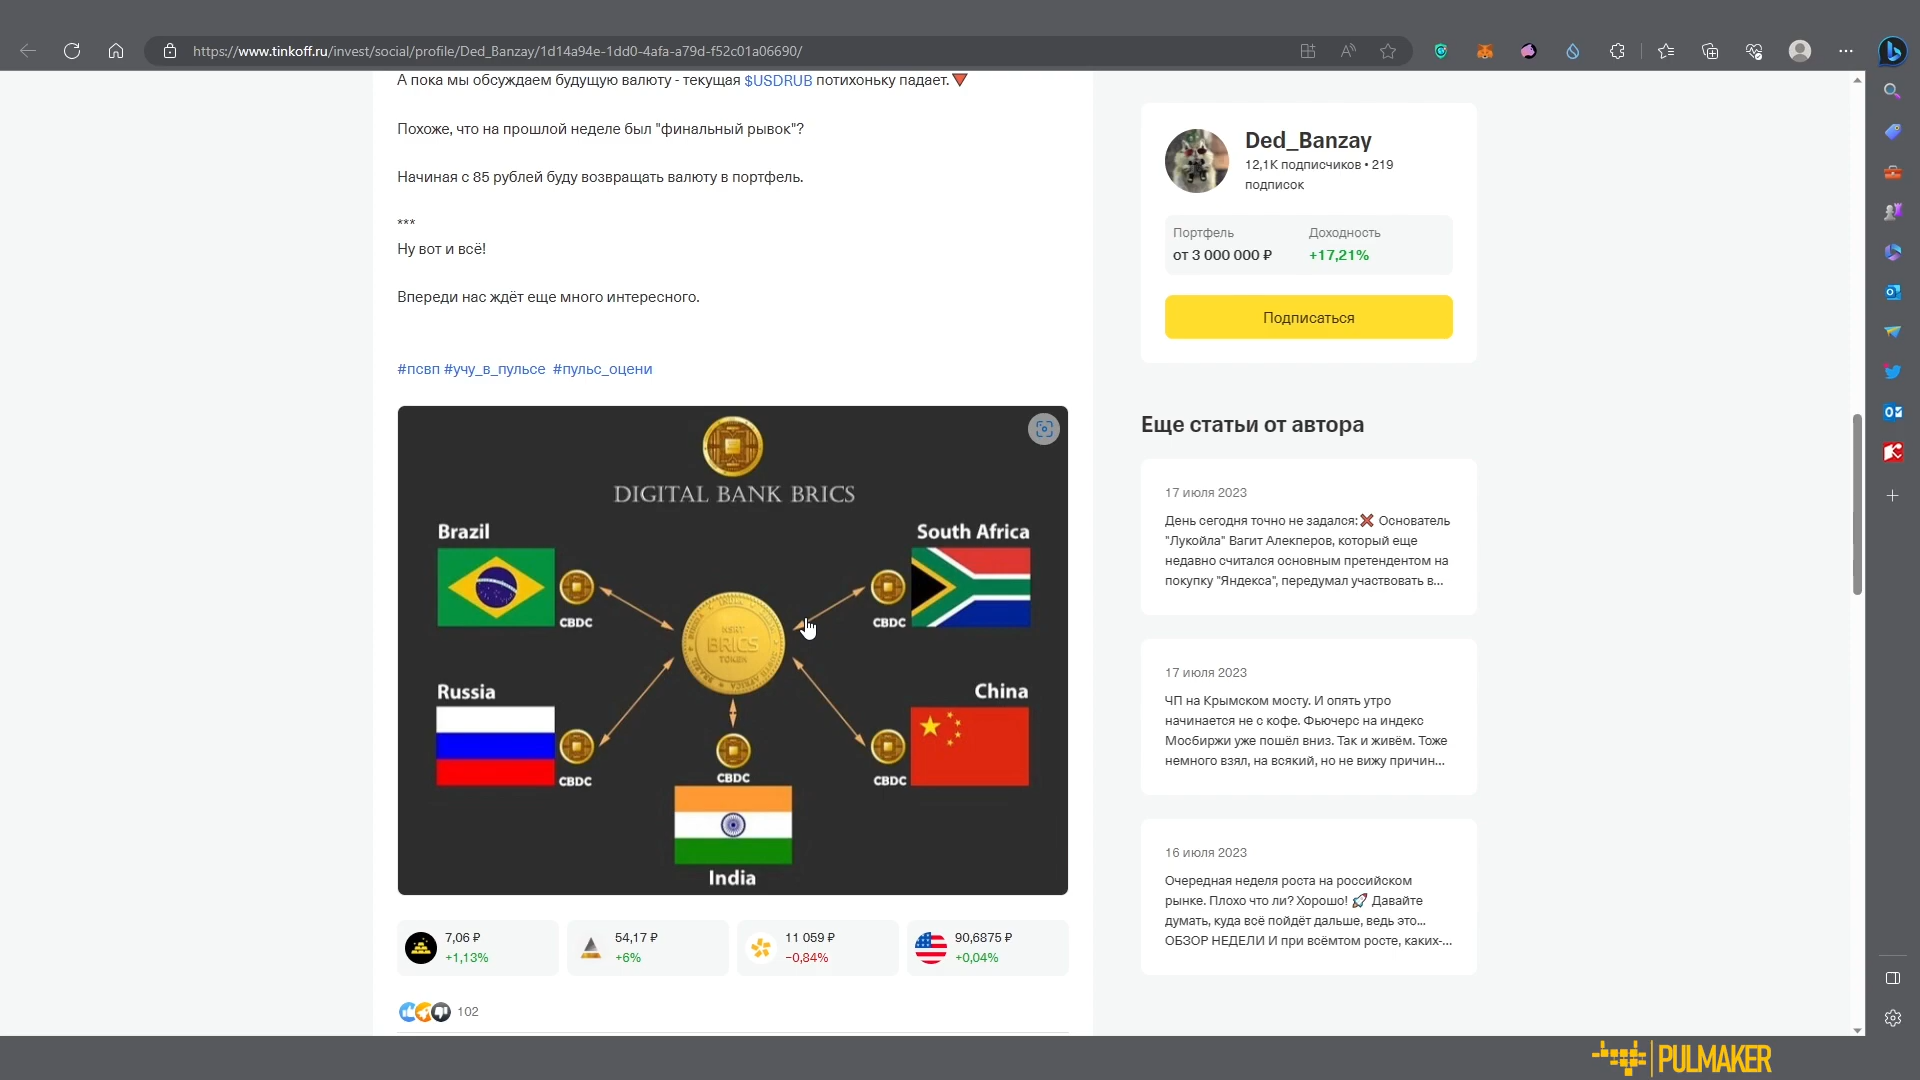 https://www.tinkoff.ru/invest/social/profile/Ded_Banzay/1d14a94e-1dd0-4afa-a79d-f52c01a06690/
А пока мы обсуждаем будущую валюту - текущая $USDRUB потихоньку падает.
Похоже, что на прошлой неделе был "финальный рывок"?
Начиная с 85 рублей буду возвращать валюту в портфель.
***
Ну вот и всё!
Впереди нас ждёт еще много интересного.
#псвп #учу_в_пульсе #пульс_оцени
DIGITAL BANK BRICS
Brazil
South Africa
CBDC
CBDC
BRICS
TOKEN
Russia
China
CBDC
CBDC
CBDC
India
7,06 ₽
+1,13%
54,17 ₽
+6%
11 059 ₽
−0,84%
90,6875 ₽
+0,04%
102
Ded_Banzay
12,1K подписчиков • 219
подписок
Портфель
Доходность
от 3 000 000 ₽
+17,21%
Подписаться
Еще статьи от автора
17 июля 2023
День сегодня точно не задался:❌ Основатель
"Лукойла" Вагит Алекперов, который еще
недавно считался основным претендентом на
покупку "Яндекса", передумал участвовать в...
17 июля 2023
ЧП на Крымском мосту. И опять утро
начинается не с кофе. Фьючерс на индекс
Мосбиржи уже пошёл вниз. Так и живём. Тоже
немного взял, на всякий, но не вижу причин...
16 июля 2023
Очередная неделя роста на российском
рынке. Плохо что ли? Хорошо! 🚀 Давайте
думать, куда всё пойдёт дальше, ведь это...
ОБЗОР НЕДЕЛИ И при всёмтом росте, каких-...
PULMAKER